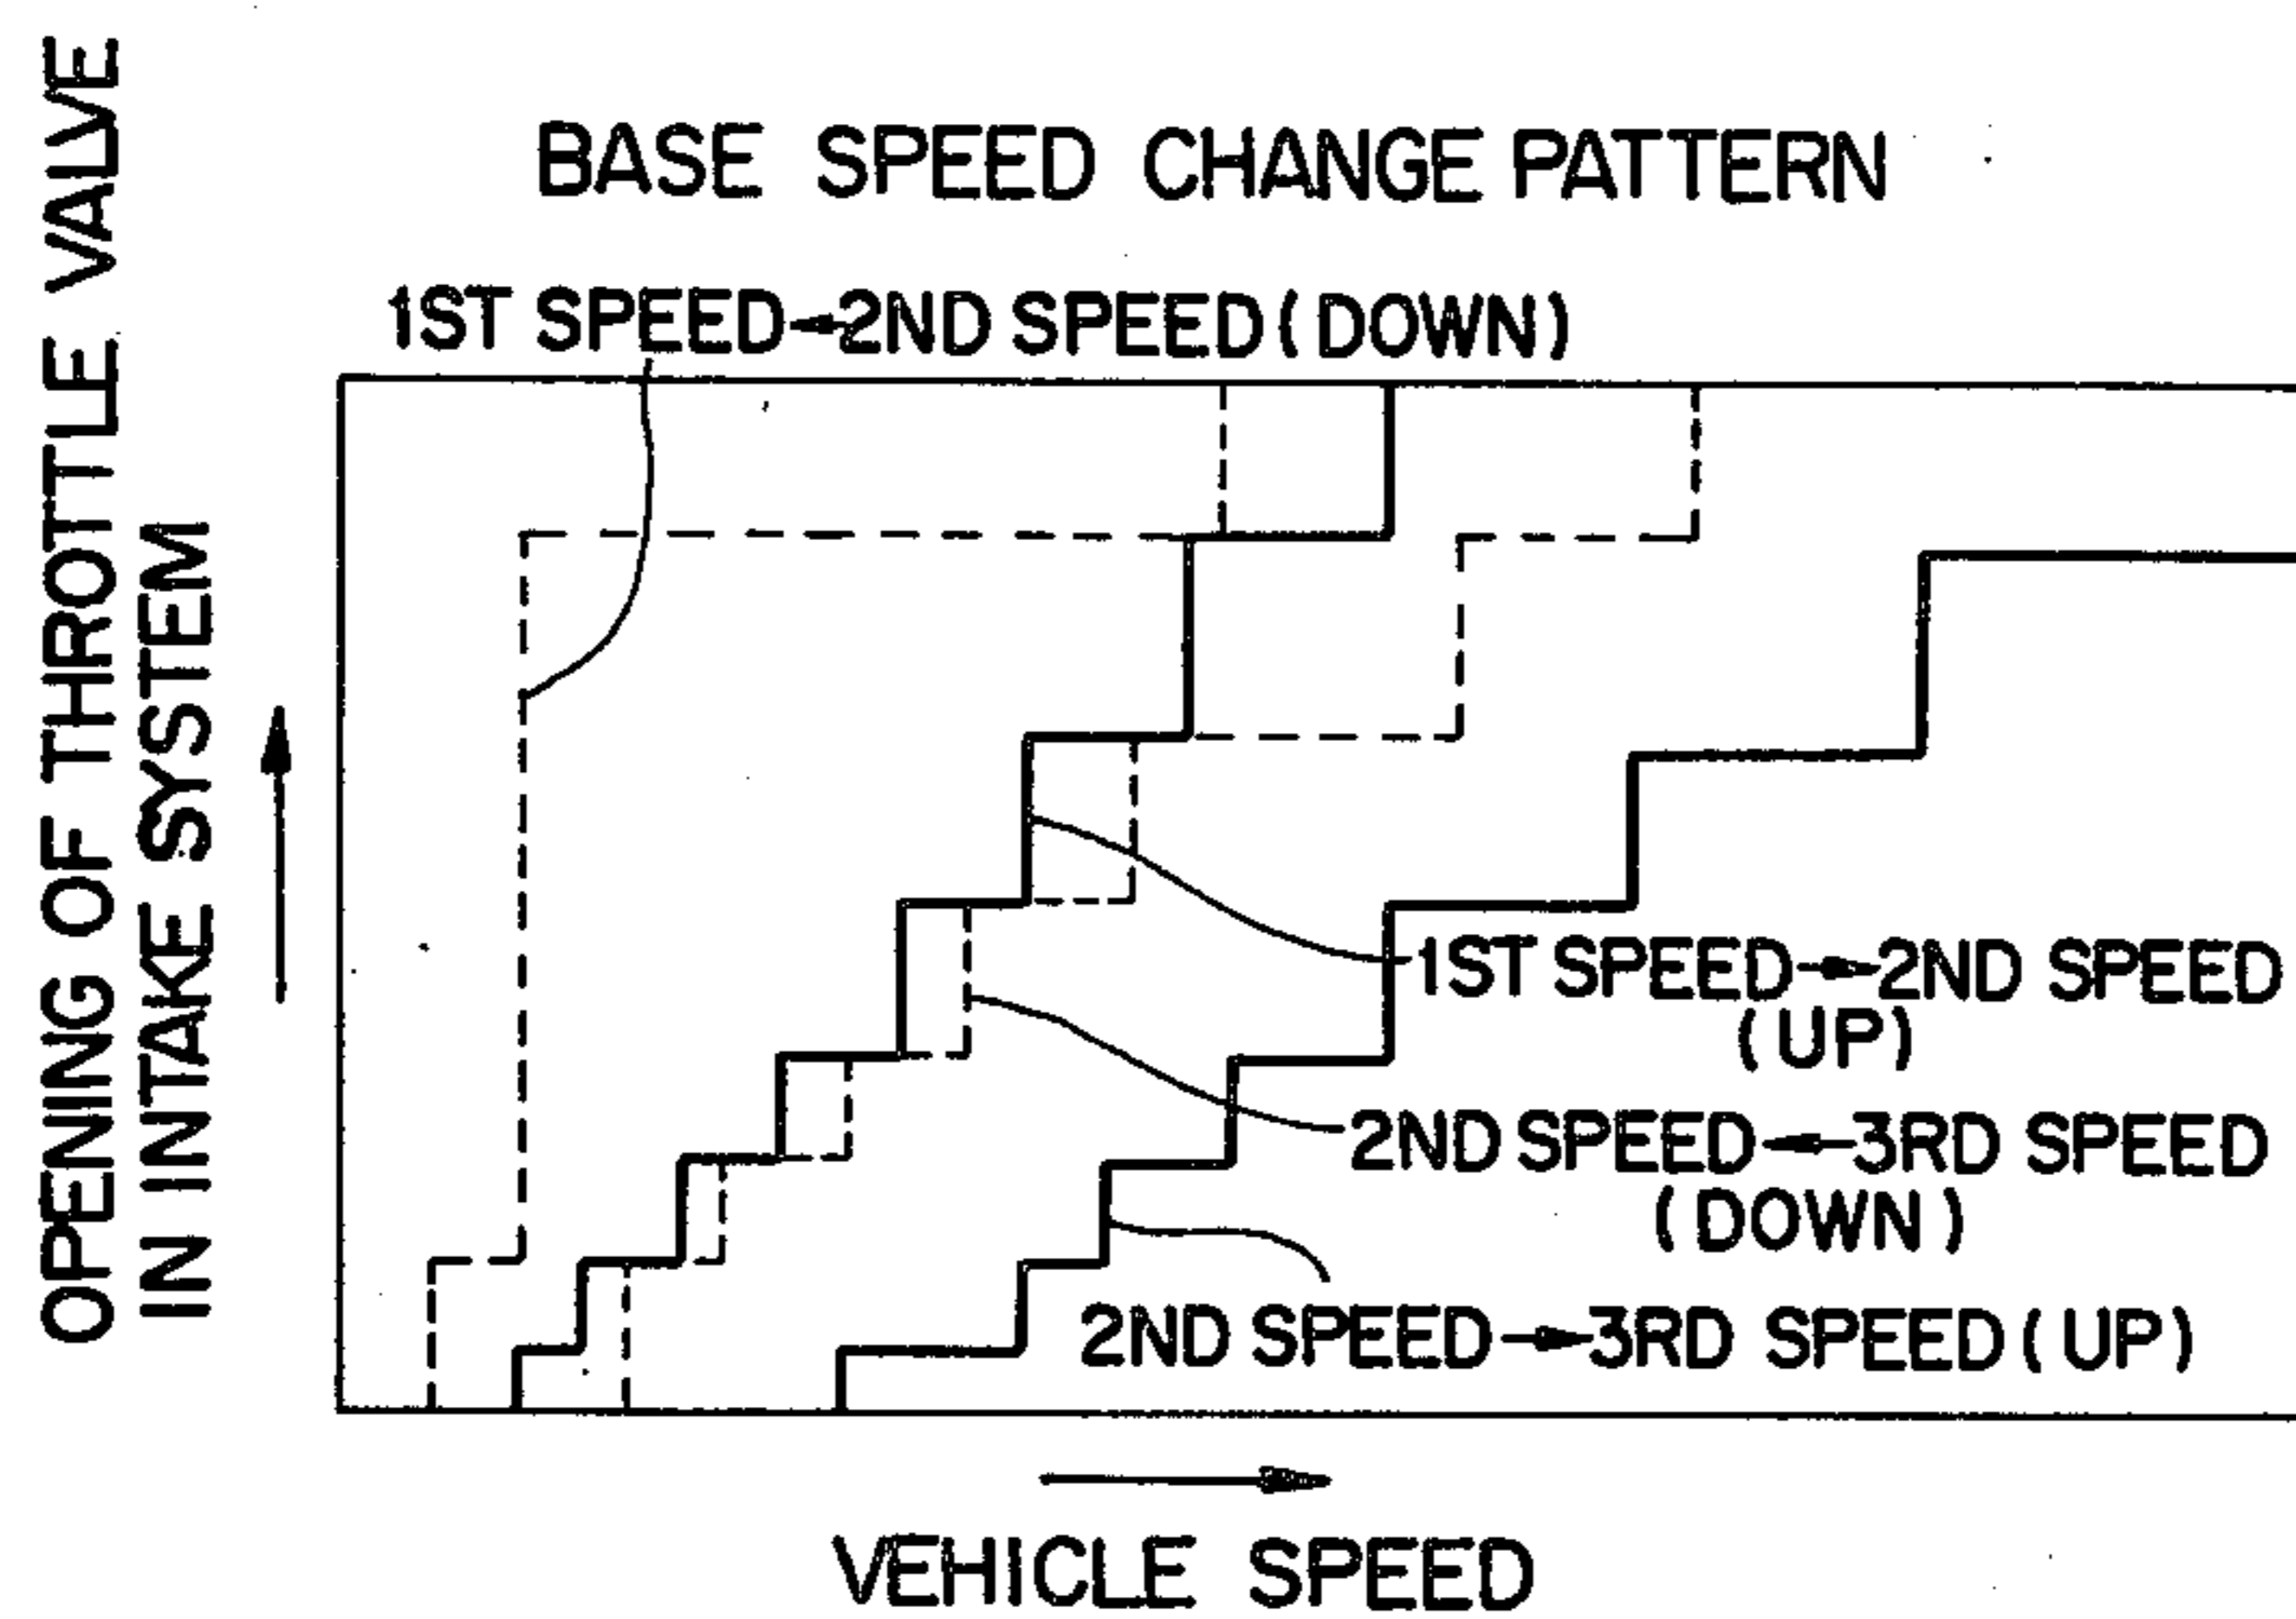 OPENING OF THROTTLE VALVE
IN INTAKE SYSTEM
BASE SPEED CHANGE PATTERN
1ST SPEED←2ND SPEED(DOWN)
1ST SPEED→2ND SPEED
(UP)
2ND SPEED←3RD SPEED
(DOWN)
2ND SPEED→3RD SPEED(UP)
VEHICLE SPEED